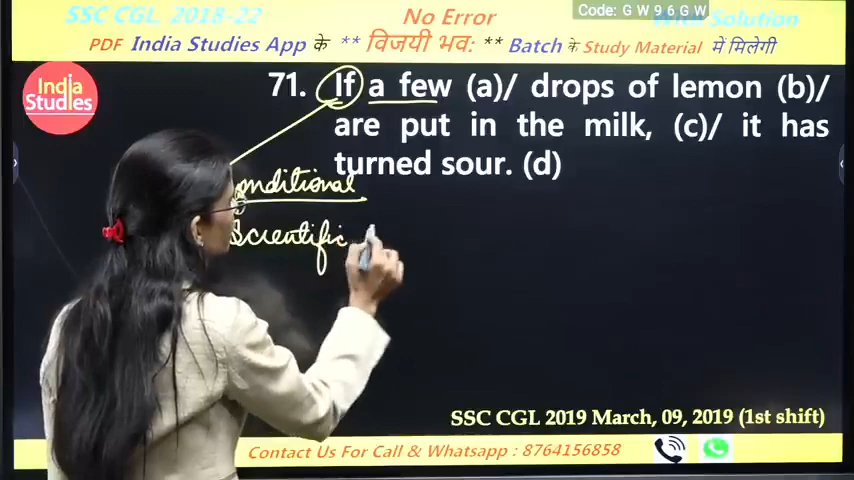 SSC CGL 2018-22
No Error
Code: G W 9 6 G W
Solution
PDF India Studies App के ** विजयी भव: ** Batch के Study Material में मिलेगी
India
Studies
71. If a few (a)/ drops of lemon (b)/
are put in the milk, (c)/ it has
turned sour. (d)
onditional
Scientific
SSC CGL 2019 March, 09, 2019 (1st shift)
Contact Us For Call & Whatsapp : 8764156858